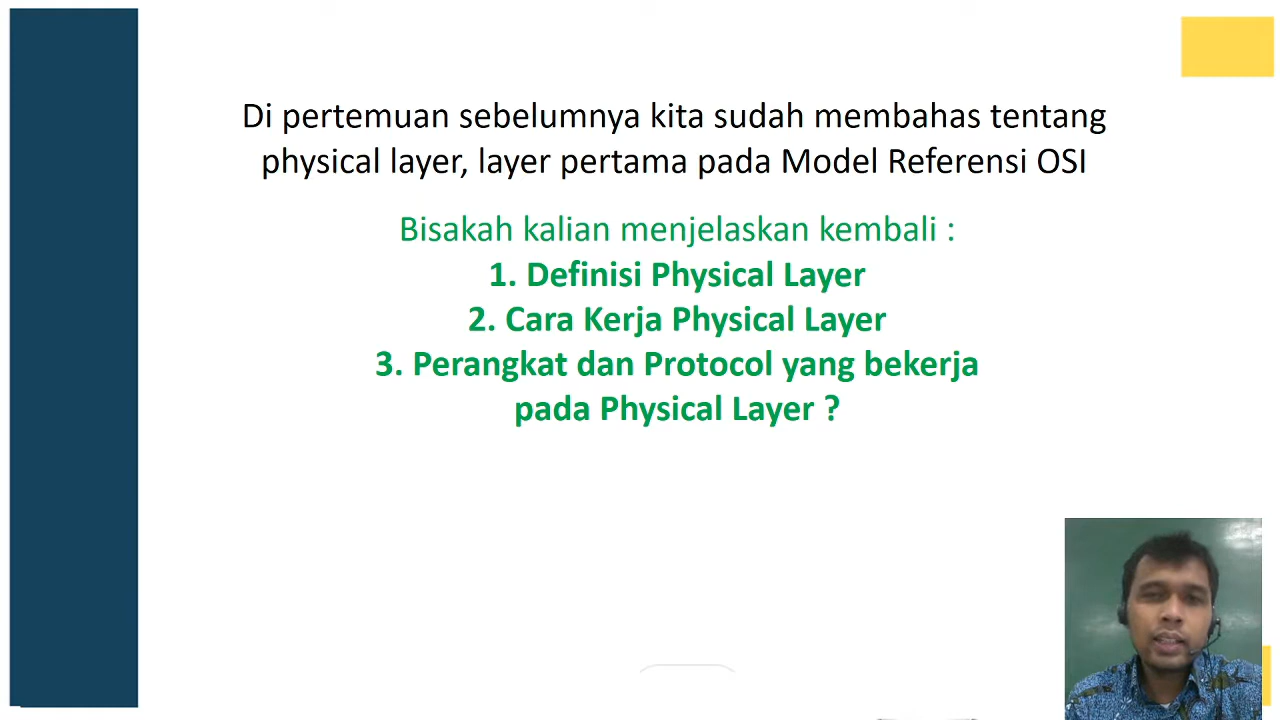 Di pertemuan sebelumnya kita sudah membahas tentang
physical layer, layer pertama pada Model Referensi OSI
Bisakah kalian menjelaskan kembali :
1. Definisi Physical Layer
2. Cara Kerja Physical Layer
3. Perangkat dan Protocol yang bekerja
pada Physical Layer ?